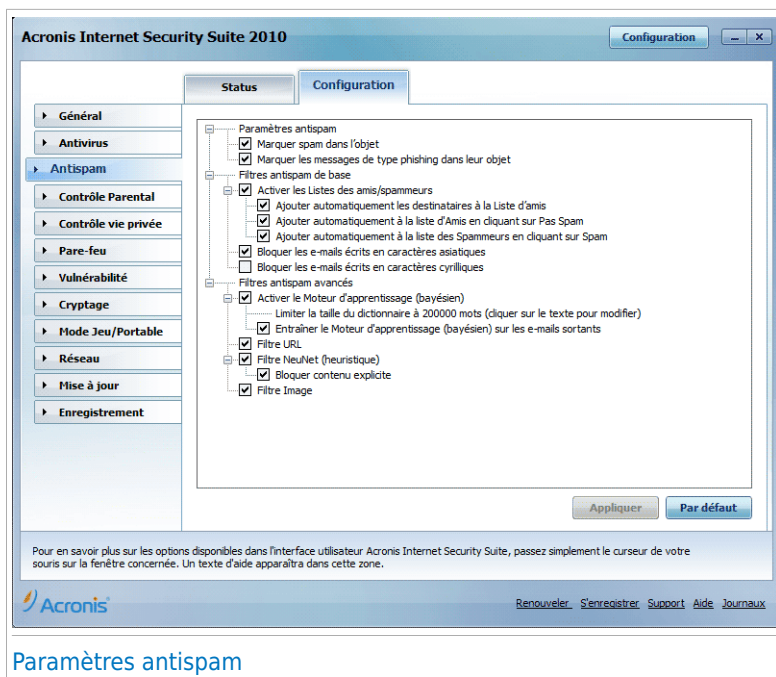 Acronis Internet Security Suite 2010
Configuration
Status
Configuration
Général
Antivirus
Antispam
Contrôle Parental
Contrôle vie privée
Pare-feu
Vulnérabilité
Cryptage
Mode Jeu/Portable
Réseau
Mise à jour
Enregistrement
Paramètres antispam
Marquer spam dans l'objet
Marquer les messages de type phishing dans leur objet
Filtres antispam de base
Activer les Listes des amis/spammeurs
Ajouter automatiquement les destinataires à la Liste d'amis
Ajouter automatiquement à la liste d'Amis en cliquant sur Pas Spam
Ajouter automatiquement à la liste des Spammeurs en cliquant sur Spam
Bloquer les e-mails écrits en caractères asiatiques
Bloquer les e-mails écrits en caractères cyrilliques
Filtres antispam avancés
Activer le Moteur d'apprentissage (bayésien)
Limiter la taille du dictionnaire à 200000 mots (cliquer sur le texte pour modifier)
Entraîner le Moteur d'apprentissage (bayésien) sur les e-mails sortants
Filtre URL
Filtre NeuNet (heuristique)
Bloquer contenu explicite
Filtre Image
Appliquer
Par défaut
Pour en savoir plus sur les options disponibles dans l'interface utilisateur Acronis Internet Security Suite, passez simplement le curseur de votre
souris sur la fenêtre concernée. Un texte d'aide apparaîtra dans cette zone.
Acronis
Renouveler S'enregistrer Support Aide Journaux
Paramètres antispam